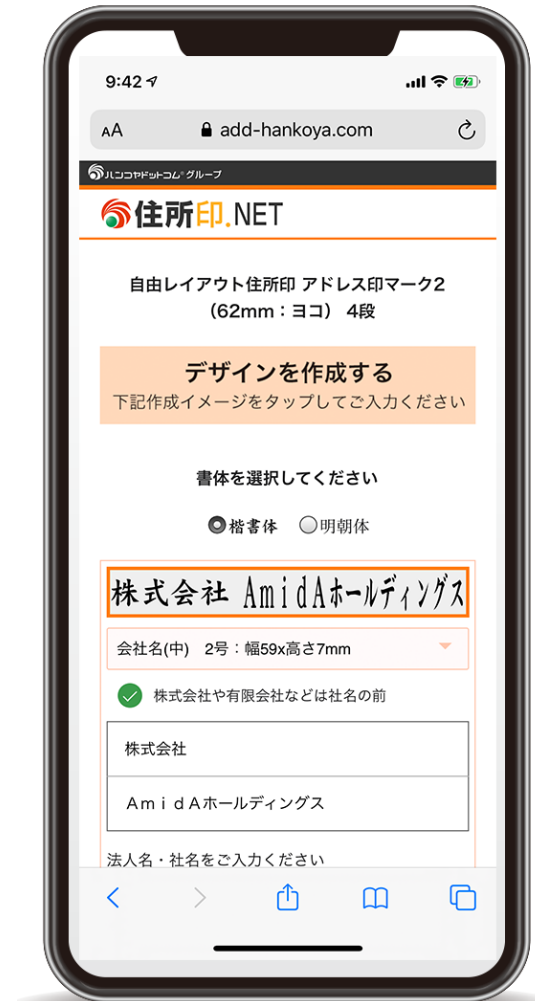 9:42
AA add-hankoya.com
ハンコヤドットコム®グループ
住所印.NET
自由レイアウト住所印 アドレス印マーク2
（62mm：ヨコ） 4段
デザインを作成する
下記作成イメージをタップしてご入力ください
書体を選択してください
楷書体 明朝体
株式会社 AmidAホールディングス
会社名(中) 2号：幅59x高さ7mm
株式会社や有限会社などは社名の前
株式会社
ＡｍｉｄＡホールディングス
法人名・社名をご入力ください